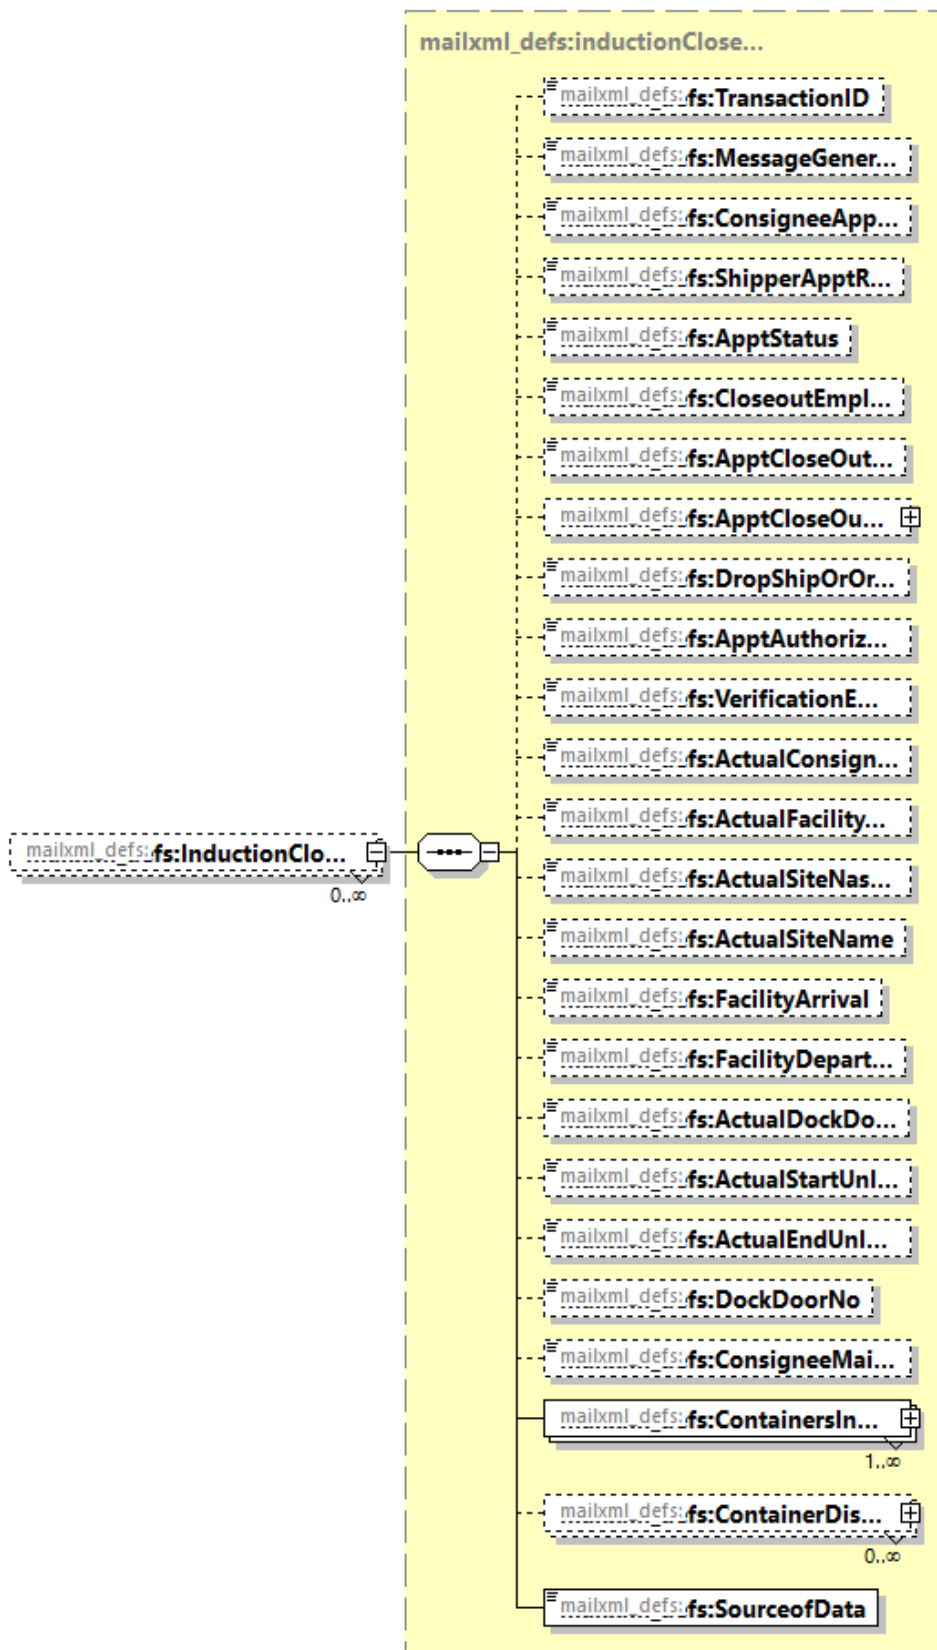 mailxml_defs:inductionClose...
mailxml_defs:fs:TransactionID
mailxml_defs:fs:MessageGener...
mailxml_defs:fs:ConsigneeApp...
mailxml_defs:fs:ShipperApptR...
mailxml_defs:fs:ApptStatus
mailxml_defs:fs:CloseoutEmpl...
mailxml_defs:fs:ApptCloseOut...
mailxml_defs:fs:ApptCloseOu...
mailxml_defs:fs:DropShipOrOr...
mailxml_defs:fs:ApptAuthoriz...
mailxml_defs:fs:VerificationE...
mailxml_defs:fs:ActualConsign...
mailxml_defs:fs:ActualFacility...
mailxml_defs:fs:InductionClo...
0..∞
mailxml_defs:fs:ActualSiteNas...
mailxml_defs:fs:ActualSiteName
mailxml_defs:fs:FacilityArrival
mailxml_defs:fs:FacilityDepart...
mailxml_defs:fs:ActualDockDo...
mailxml_defs:fs:ActualStartUnl...
mailxml_defs:fs:ActualEndUnl...
mailxml_defs:fs:DockDoorNo
mailxml_defs:fs:ConsigneeMai...
mailxml_defs:fs:ContainersIn...
1..∞
mailxml_defs:fs:ContainerDis...
0..∞
mailxml_defs:fs:SourceofData